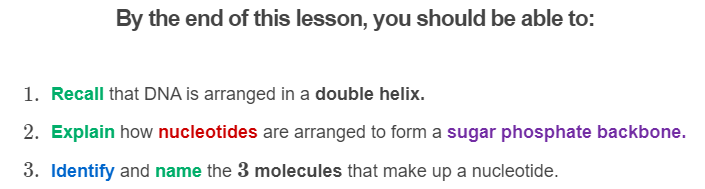 By the end of this lesson, you should be able to:
1. Recall that DNA is arranged in a double helix.
2. Explain how nucleotides are arranged to form a sugar phosphate backbone.
3. Identify and name the 3 molecules that make up a nucleotide.